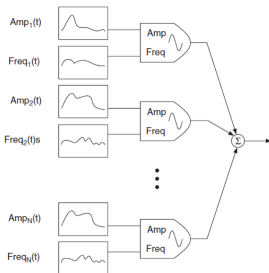 Amp1(t)
Amp
Freq
Freq1(t)
Amp2(t)
Amp
Freq
Freq2(t)s
Σ
AmpN(t)
Amp
Freq
FreqN(t)